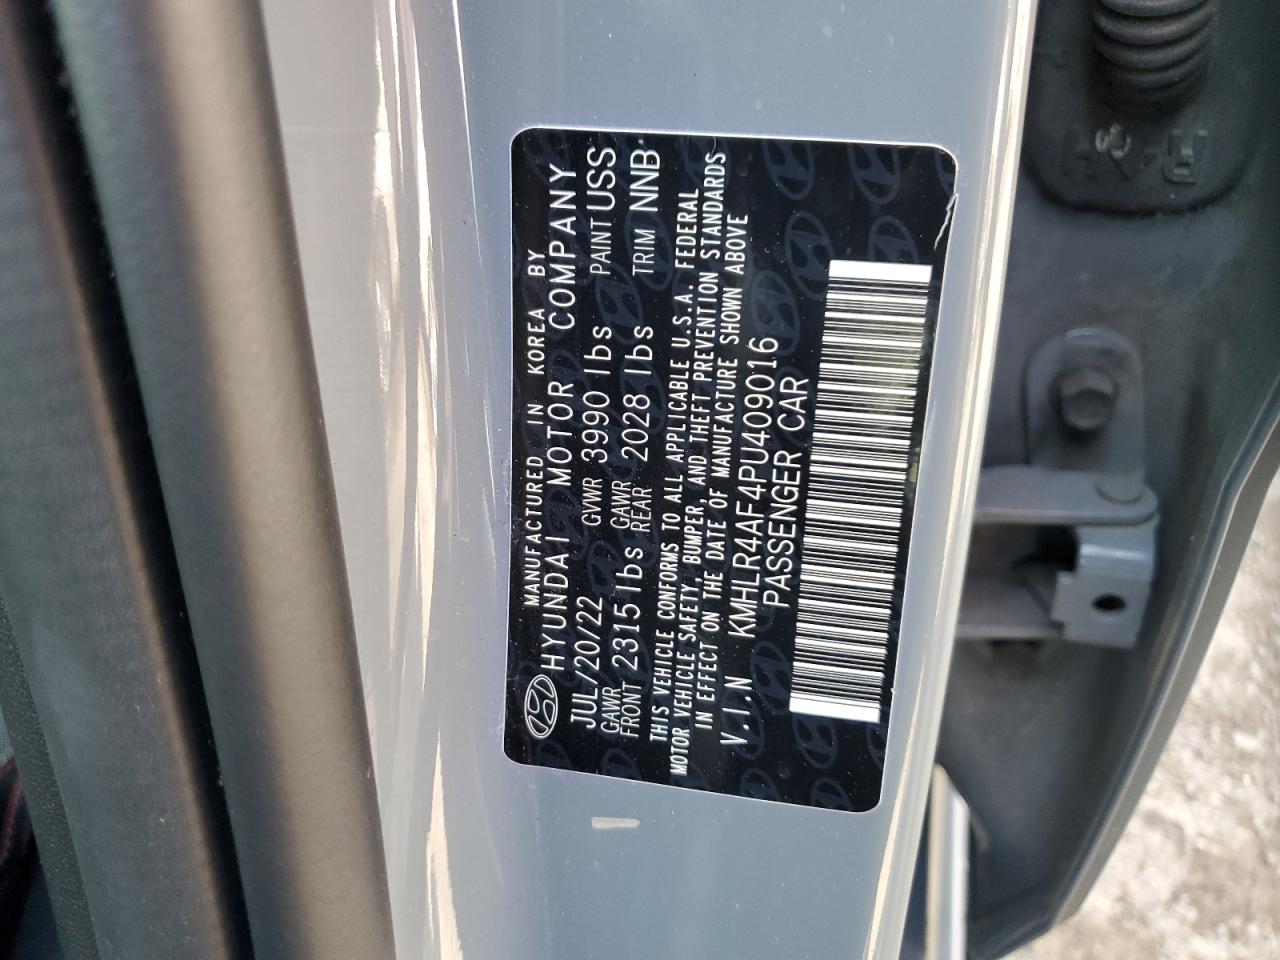 MANUFACTURED IN KOREA BY
HYUNDAI MOTOR COMPANY
JUL/20/22 GVWR 3990 lbs PAINT USS
GAWR FRONT 2315 lbs GAWR REAR 2028 lbs TRIM NNB
THIS VEHICLE CONFORMS TO ALL APPLICABLE U.S.A. FEDERAL
MOTOR VEHICLE SAFETY, BUMPER, AND THEFT PREVENTION STANDARDS
IN EFFECT ON THE DATE OF MANUFACTURE SHOWN ABOVE
V.I.N KMHLR4AF4PU409016
PASSENGER CAR